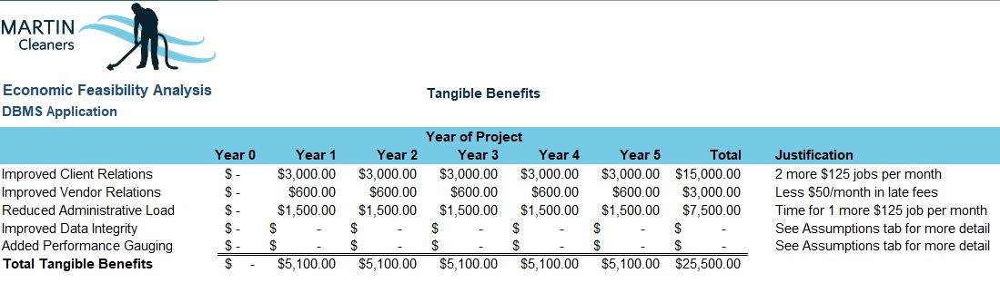 MARTIN
Cleaners
Economic Feasibility Analysis
Tangible Benefits
DBMS Application
Year of Project
Year 0 Year 1 Year 2 Year 3 Year 4 Year 5 Total Justification
Improved Client Relations $ - $3,000.00 $3,000.00 $3,000.00 $3,000.00 $3,000.00 $15,000.00 2 more $125 jobs per month
Improved Vendor Relations $ - $600.00 $600.00 $600.00 $600.00 $600.00 $3,000.00 Less $50/month in late fees
Reduced Administrative Load $ - $1,500.00 $1,500.00 $1,500.00 $1,500.00 $1,500.00 $7,500.00 Time for 1 more $125 job per month
Improved Data Integrity $ - $ - $ - $ - $ - $ - $ - See Assumptions tab for more detail
Added Performance Gauging $ - $ - $ - $ - $ - $ - $ - See Assumptions tab for more detail
Total Tangible Benefits $ - $5,100.00 $5,100.00 $5,100.00 $5,100.00 $5,100.00 $25,500.00